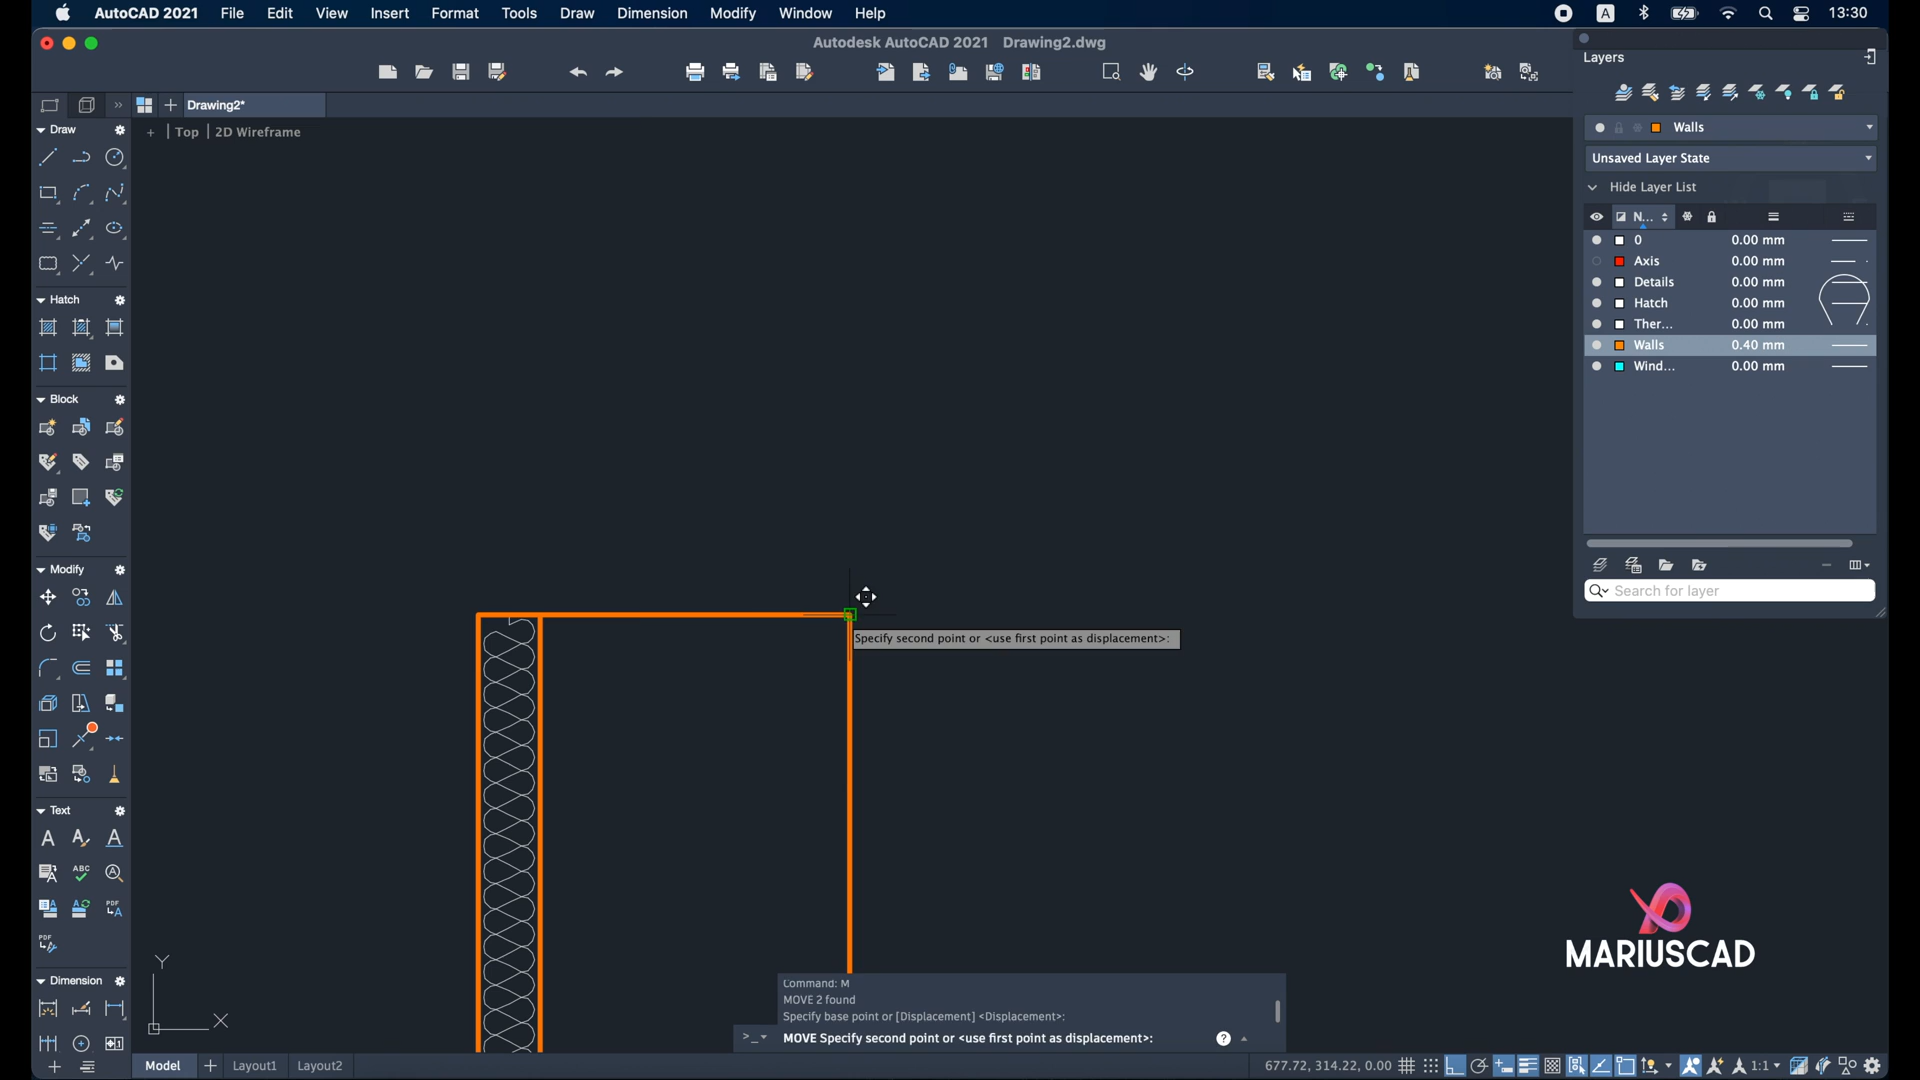 AutoCAD 2021 File Edit View Insert Format Tools Draw Dimension Modify Window Help
A 13:30
Autodesk AutoCAD 2021 Drawing2.dwg
Layers
Drawing2*
+ | Top | 2D Wireframe
Walls
Unsaved Layer State
Hide Layer List
N...
0 0.00 mm
Axis 0.00 mm
Details 0.00 mm
Hatch 0.00 mm
Ther... 0.00 mm
Walls 0.40 mm
Wind... 0.00 mm
Search for layer
Draw
Hatch
Block
Modify
Text
A A A
ABC
PDF
PDF
Dimension
Specify second point or <use first point as displacement>:
Y
X
MARIUSCAD
Command: M
MOVE 2 found
Specify base point or [Displacement] <Displacement>:
>_ MOVE Specify second point or <use first point as displacement>: ?
Model + Layout1 Layout2
677.72, 314.22, 0.00
1:1